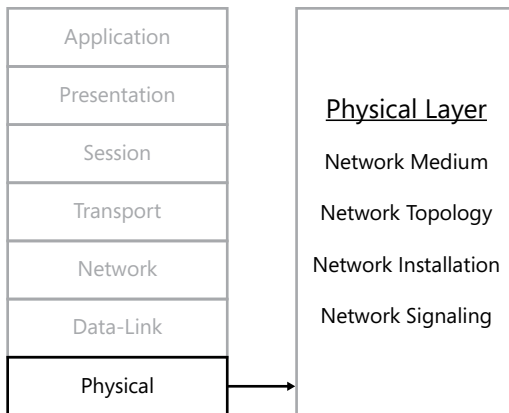 Application
Presentation
Session
Transport
Network
Data-Link
Physical
Physical Layer
Network Medium
Network Topology
Network Installation
Network Signaling